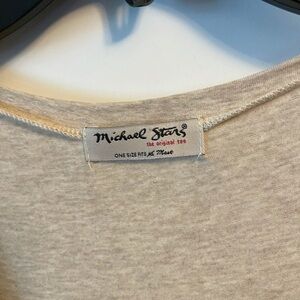 Michael Stars®
the original tee
ONE SIZE FITS Most